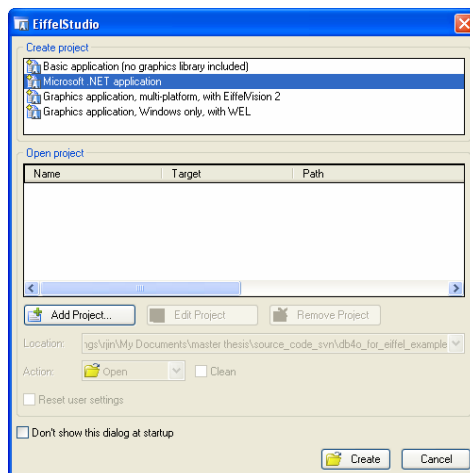 EiffelStudio
Create project
Basic application (no graphics library included)
Microsoft .NET application
Graphics application, multi-platform, with EiffelVision 2
Graphics application, Windows only, with WEL
Open project
Name Target Path
Add Project... Edit Project Remove Project
Location: ngs\rjin\My Documents\master thesis\source_code_svn\db4o_for_eiffel_example
Action: Open Clean
Reset user settings
Don't show this dialog at startup
Create Cancel